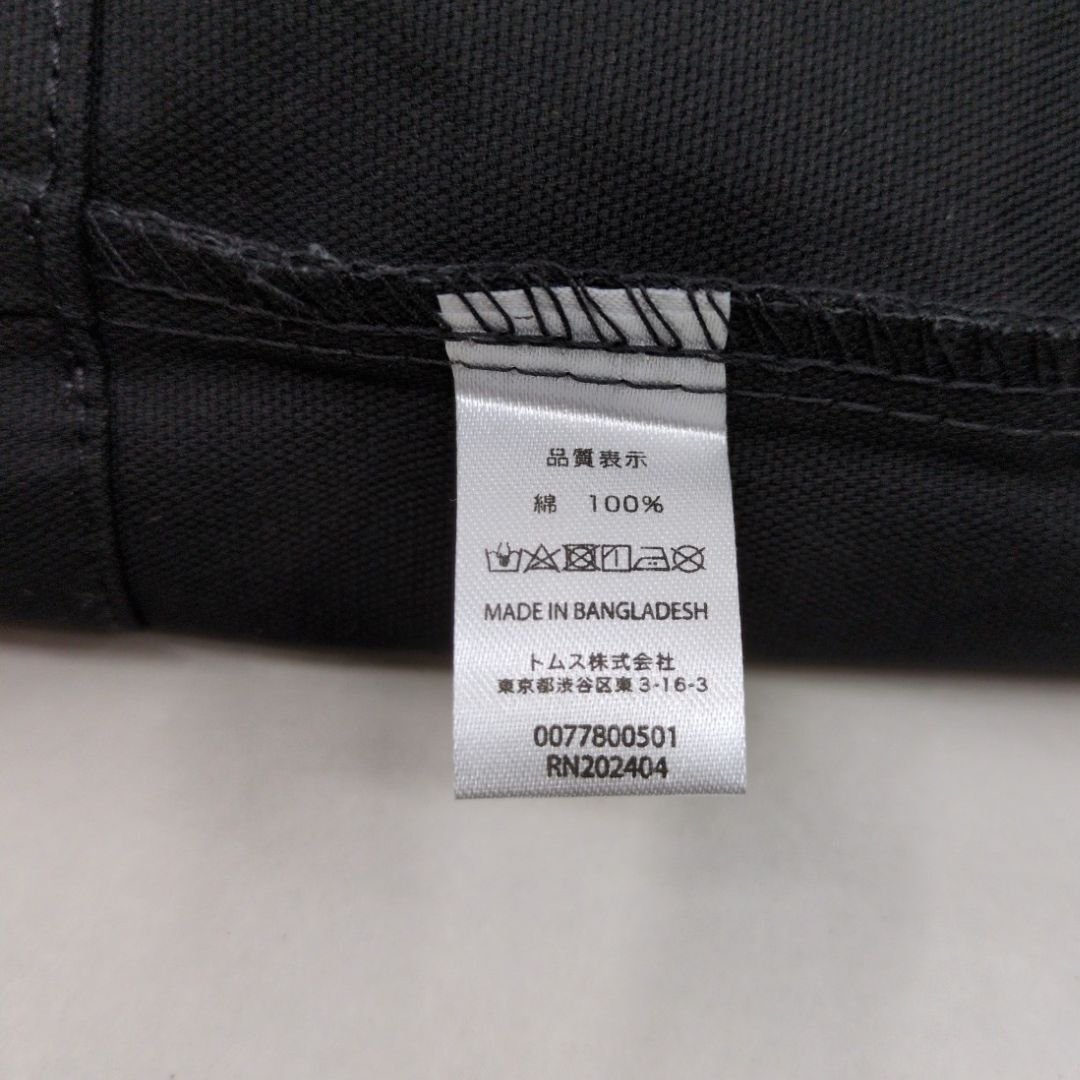 品質表示
綿 100%
MADE IN BANGLADESH
トムス株式会社
東京都渋谷区東3-16-3
0077800501
RN202404